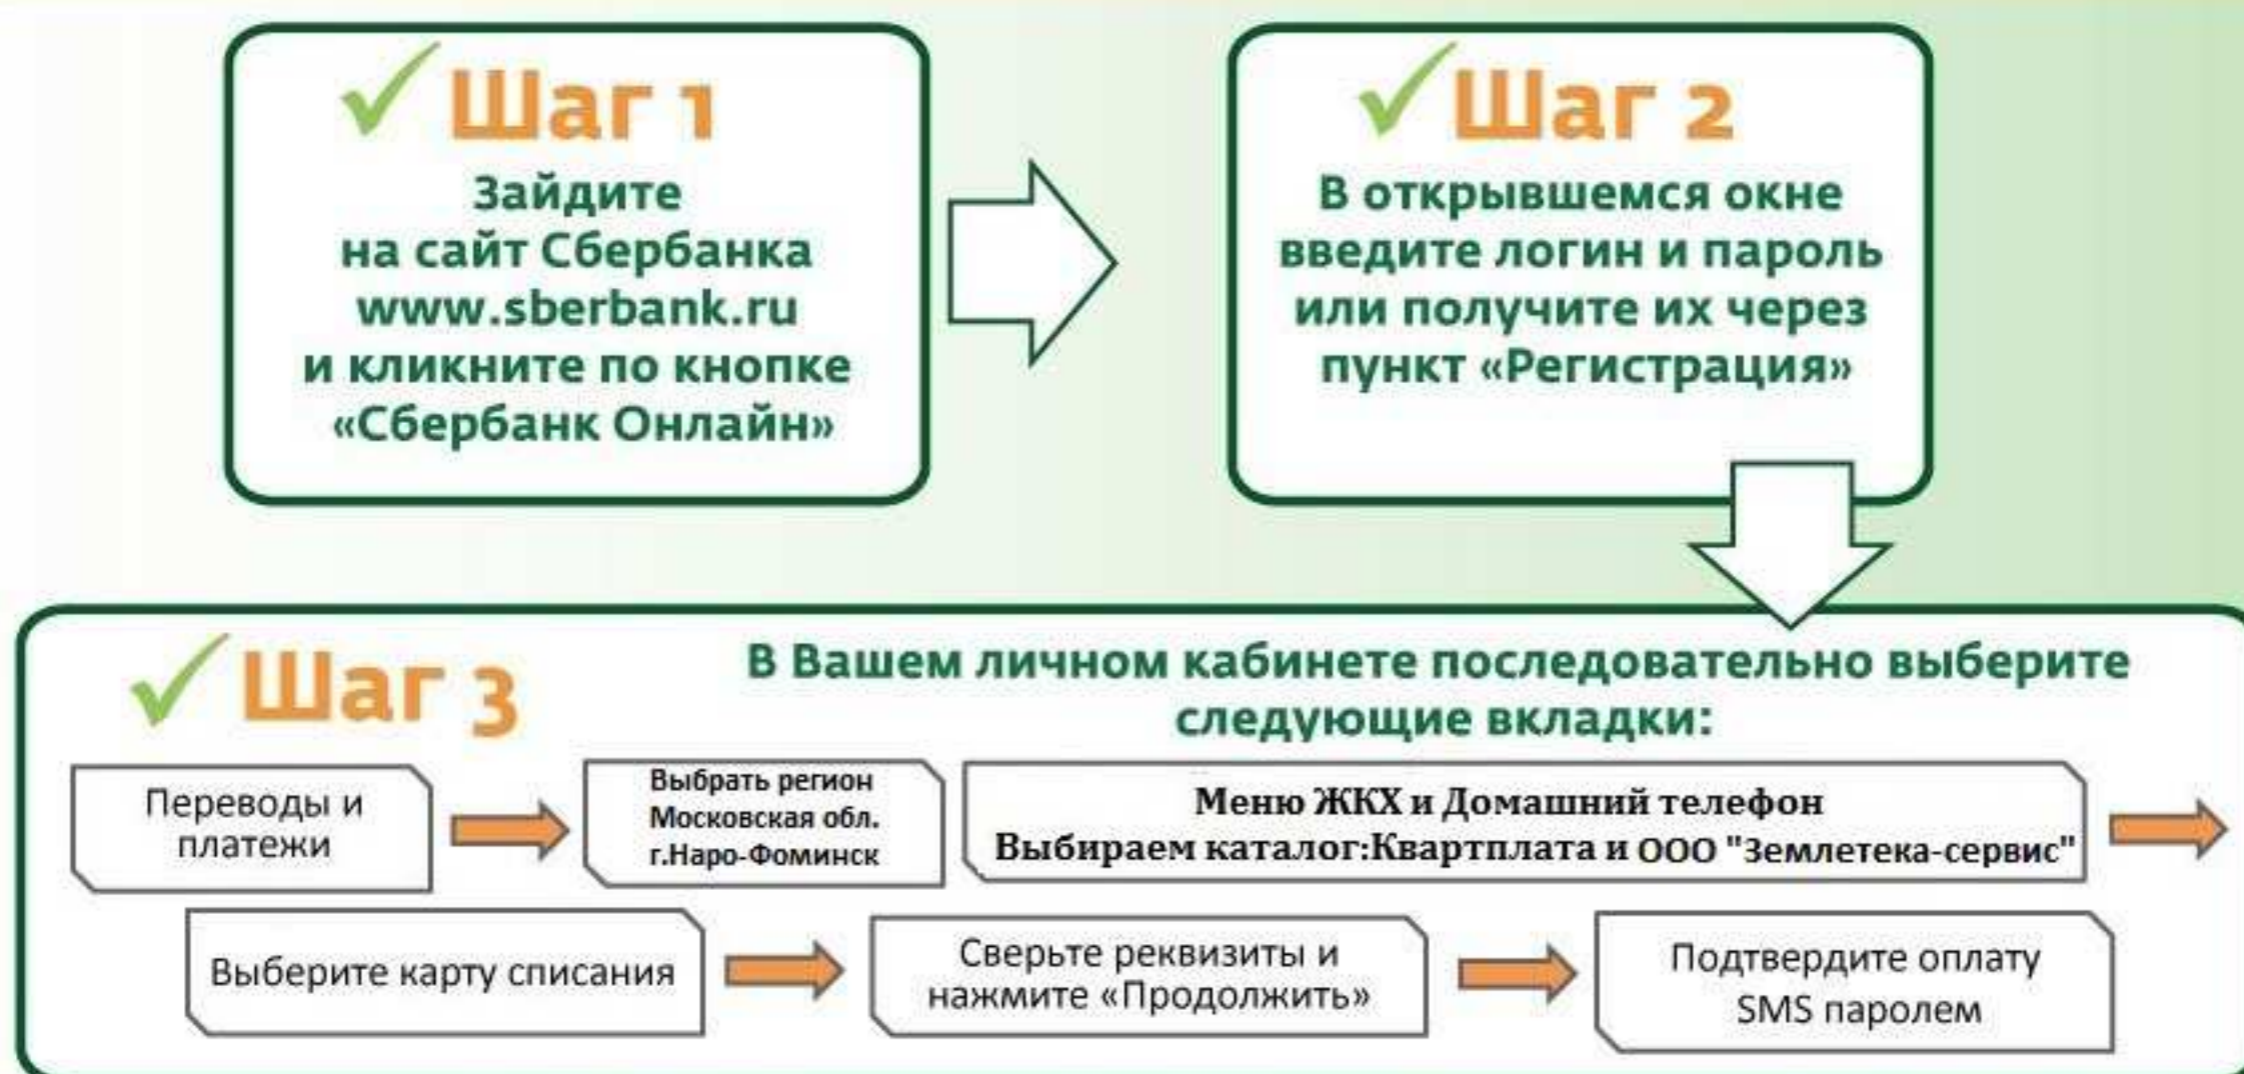 Шаг 1
Зайдите
на сайт Сбербанка
www.sberbank.ru
и кликните по кнопке
«Сбербанк Онлайн»
Шаг 2
В открывшемся окне
введите логин и пароль
или получите их через
пункт «Регистрация»
Шаг 3
В Вашем личном кабинете последовательно выберите
следующие вкладки:
Переводы и
платежи
Выбрать регион
Московская обл.
г.Наро-Фоминск
Меню ЖКХ и Домашний телефон
Выбираем каталог:Квартплата и ООО "Землетека-сервис"
Выберите карту списания
Сверьте реквизиты и
нажмите «Продолжить»
Подтвердите оплату
SMS паролем